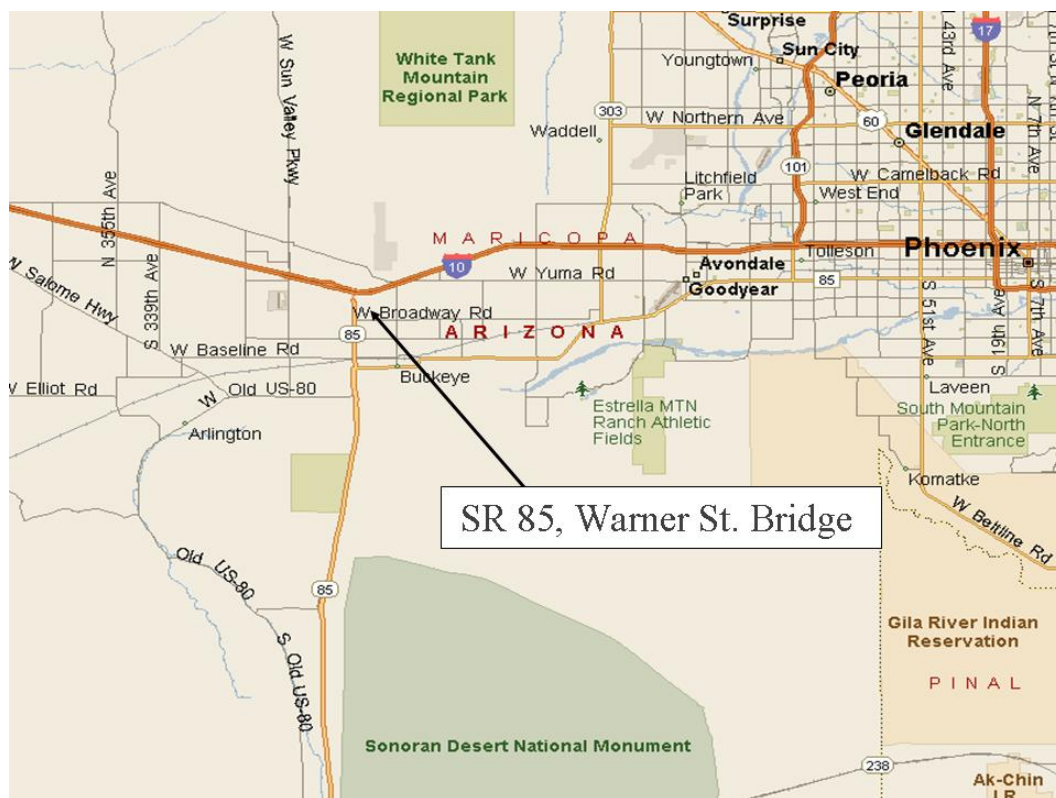 Surprise
Sun City
Youngtown
Peoria
43rd Ave
17
7th St
N 7th Ave
W Sun Valley Pkwy
White Tank
Mountain
Regional Park
303
W Northern Ave
60
Waddell
Glendale
101
W Camelback Rd
Litchfield
Park
West End
N 355th Ave
MARICOPA
Tolleson
Phoenix
10
W Yuma Rd
Avondale
Goodyear
85
W Salome Hwy
S 339th Ave
W Broadway Rd
ARIZONA
85
S 51st Ave
S 19th Ave
S 7th Ave
W Baseline Rd
Buckeye
W Elliot Rd
W Old US-80
Laveen
Arlington
Estrella MTN
Ranch Athletic
Fields
South Mountain
Park-North
Entrance
Komatke
SR 85, Warner St. Bridge
W Beltline Rd
Old US-80
85
S Old US-80
Gila River Indian
Reservation
PINAL
Sonoran Desert National Monument
238
Ak-Chin
I.R.